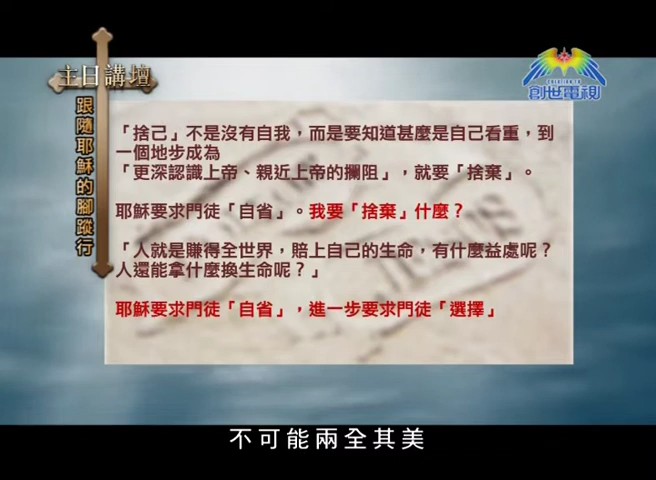 主日講壇
跟隨耶穌的腳蹤行
創世電視
「捨己」不是沒有自我，而是要知道甚麼是自己看重，到
一個地步成為
「更深認識上帝、親近上帝的攔阻」，就要「捨棄」。
耶穌要求門徒「自省」。我要「捨棄」什麼？
「人就是賺得全世界，賠上自己的生命，有什麼益處呢？
人還能拿什麼換生命呢？」
耶穌要求門徒「自省」，進一步要求門徒「選擇」
不可能兩全其美